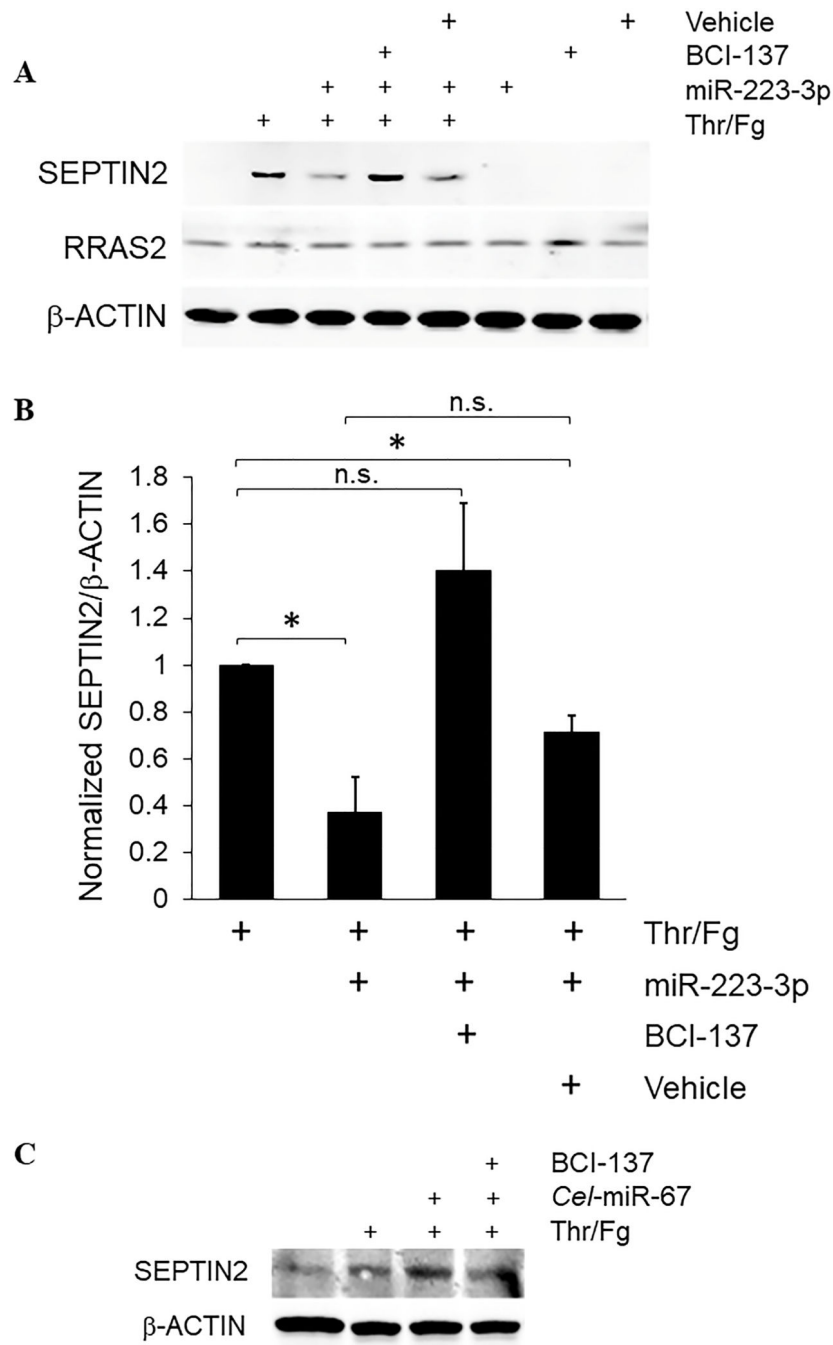 A
+ Vehicle
+ + BCI-137
+ + + + + miR-223-3p
+ + + + Thr/Fg
SEPTIN2
RRAS2
β-ACTIN
B
n.s.
*
n.s.
*
Normalized SEPTIN2/β-ACTIN
1.8
1.6
1.4
1.2
1
0.8
0.6
0.4
0.2
0
+ + + + Thr/Fg
+ + + miR-223-3p
+ BCI-137
+ Vehicle
C
+ BCI-137
+ + Cel-miR-67
+ + + Thr/Fg
SEPTIN2
β-ACTIN